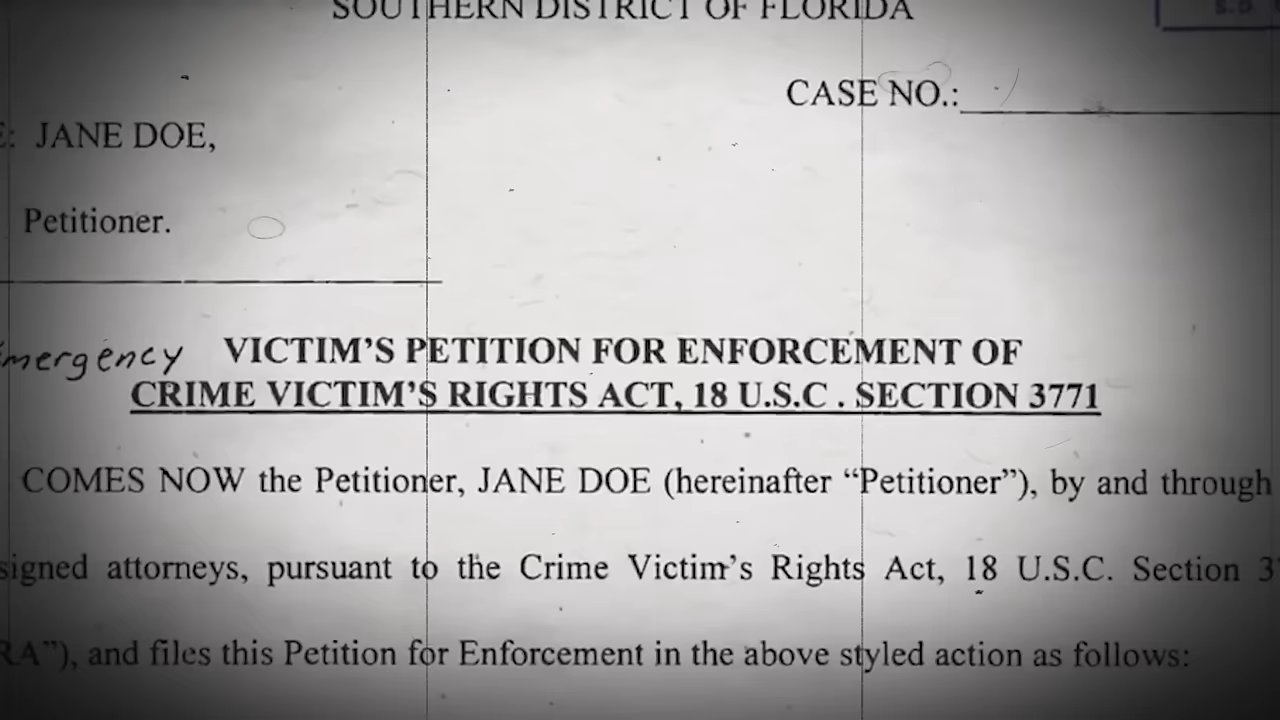 SOUTHERN DISTRICT OF FLORIDA
CASE NO.:
JANE DOE,
Petitioner.
VICTIM'S PETITION FOR ENFORCEMENT OF
CRIME VICTIM'S RIGHTS ACT, 18 U.S.C . SECTION 3771
COMES NOW the Petitioner, JANE DOE (hereinafter “Petitioner”), by and through
attorneys, pursuant to the Crime Victim's Rights Act, 18 U.S.C. Section
and files this Petition for Enforcement in the above styled action as follows: